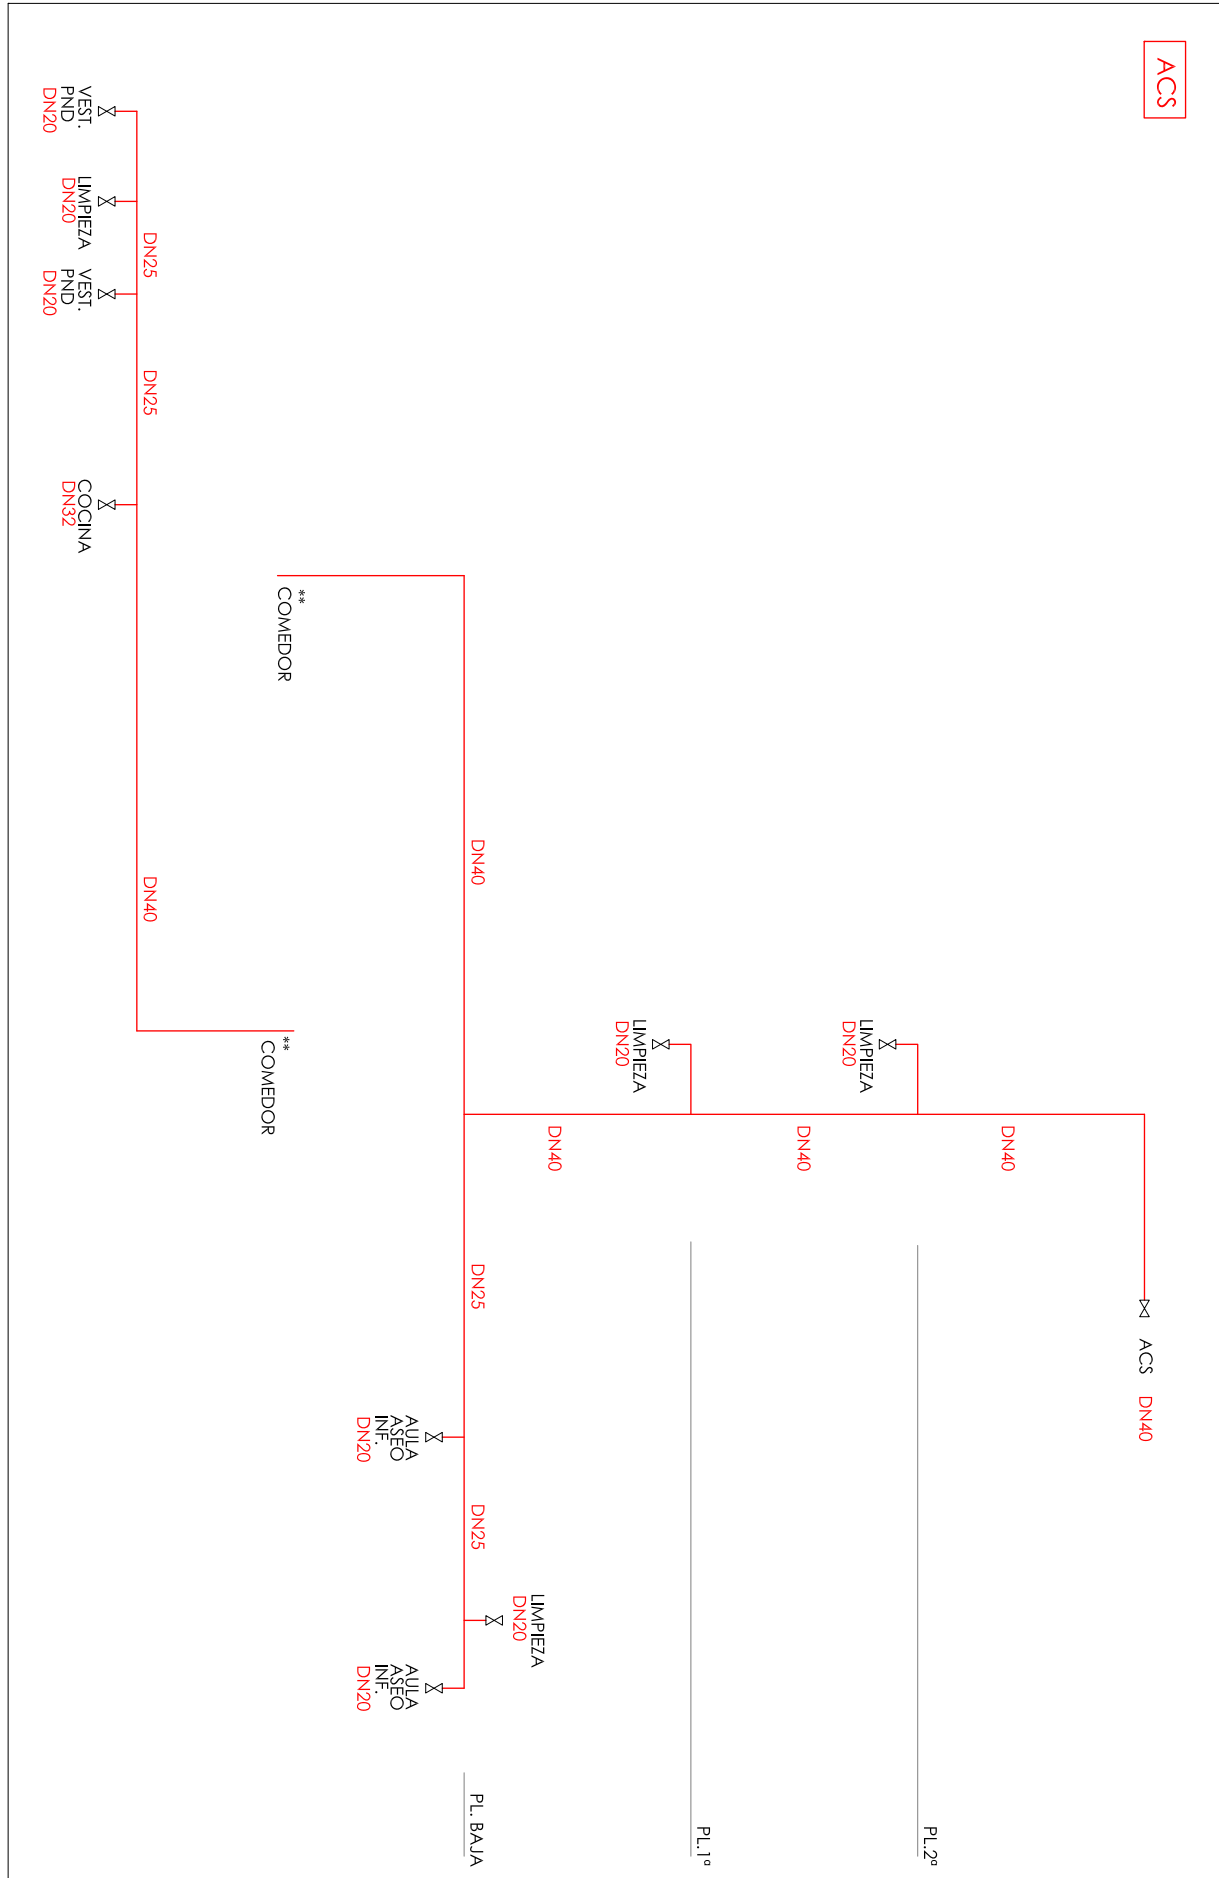 ACS
ACS DN40
DN40
PL.2ª
LIMPIEZA
DN20
DN40
PL.1ª
LIMPIEZA
DN20
DN40
LIMPIEZA
DN20
DN40
DN25
DN25
PL. BAJA
AULA
ASEO
INF.
DN20
AULA
ASEO
INF.
DN20
**
COMEDOR
**
COMEDOR
DN25
DN25
DN40
VEST.
PND
DN20
LIMPIEZA
DN20
VEST.
PND
DN20
COCINA
DN32